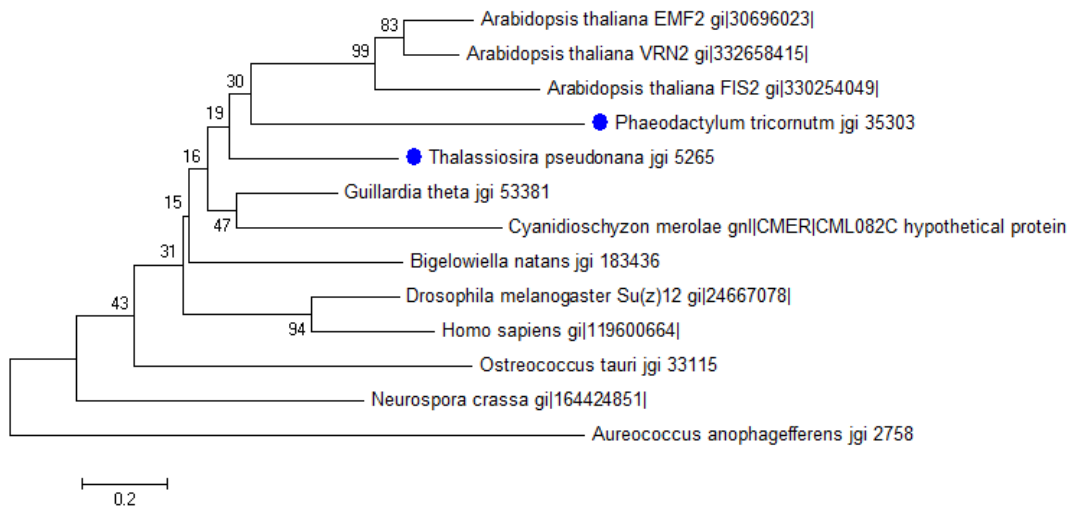 Arabidopsis thaliana EMF2 gi|30696023|
83
Arabidopsis thaliana VRN2 gi|332658415|
99
Arabidopsis thaliana FIS2 gi|330254049|
30
Phaeodactylum tricornutm jgi 35303
19
Thalassiosira pseudonana jgi 5265
16
Guillardia theta jgi 53381
15
47
Cyanidioschyzon merolae gnl|CMER|CML082C hypothetical protein
31
Bigelowiella natans jgi 183436
Drosophila melanogaster Su(z)12 gi|24667078|
43
94
Homo sapiens gi|119600664|
Ostreococcus tauri jgi 33115
Neurospora crassa gi|164424851|
Aureococcus anophagefferens jgi 2758
0.2